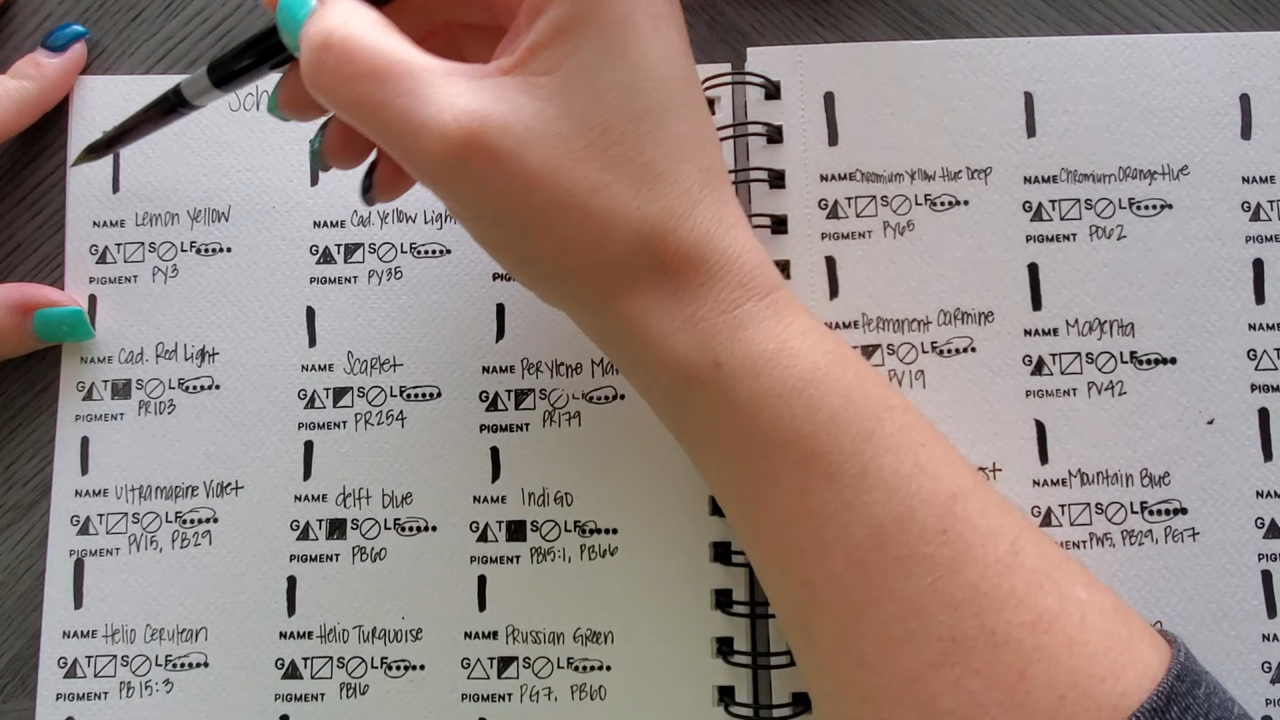 Sch
NAME Lemon Yellow
G T S LF
PIGMENT PY3
NAME Cad. Yellow Light
G T S LF
PIGMENT PY35
NAME Cad. Red Light
G T S LF
PIGMENT PR103
NAME Scarlet
G T S LF
PIGMENT PR254
NAME Perylene
G T S LF
PIGMENT PR179
NAME Ultramarine Violet
G T S LF
PIGMENT PV15, PB29
NAME delft blue
G T S LF
PIGMENT PB60
NAME Indigo
G T S LF
PIGMENT PB15:1, PB66
NAME Helio Cerulean
G T S LF
PIGMENT PB15:3
NAME Helio Turquoise
G T S LF
PIGMENT PB16
NAME Prussian Green
G T S LF
PIGMENT PG7, PB60
NAME Chromium Yellow Hue Deep
G T S LF
PIGMENT PY65
NAME Chromium Orange Hue
G T S LF
PIGMENT PO62
NAME
NAME Permanent Carmine
S LF
PV19
NAME Magenta
G T S LF
PIGMENT PV42
NAME Mountain Blue
G T S LF
PW5, PB29, PG7